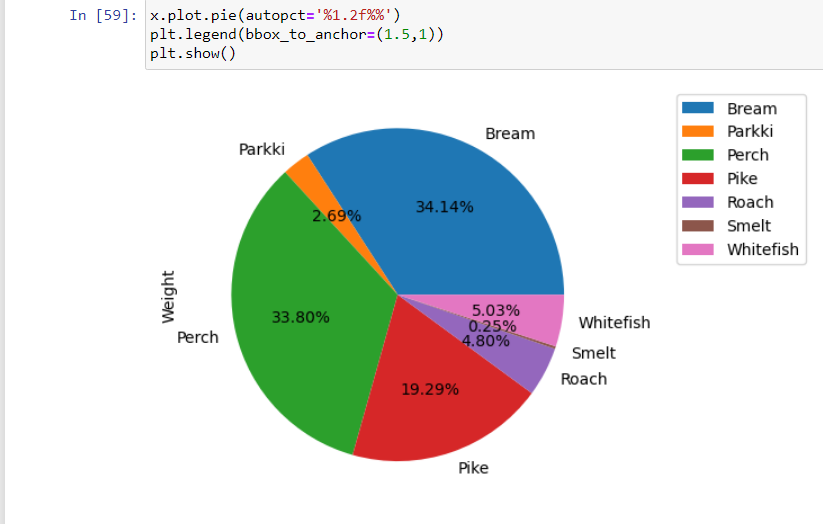 In [59]: x.plot.pie(autopct='%1.2f%%')
plt.legend(bbox_to_anchor=(1.5,1))
plt.show()
Bream
Parkki
Perch
Pike
Roach
Smelt
Whitefish
Bream
Parkki
34.14%
2.69%
Weight
5.03%
33.80%
Whitefish
0.25%
Perch
4.80%
Smelt
Roach
19.29%
Pike